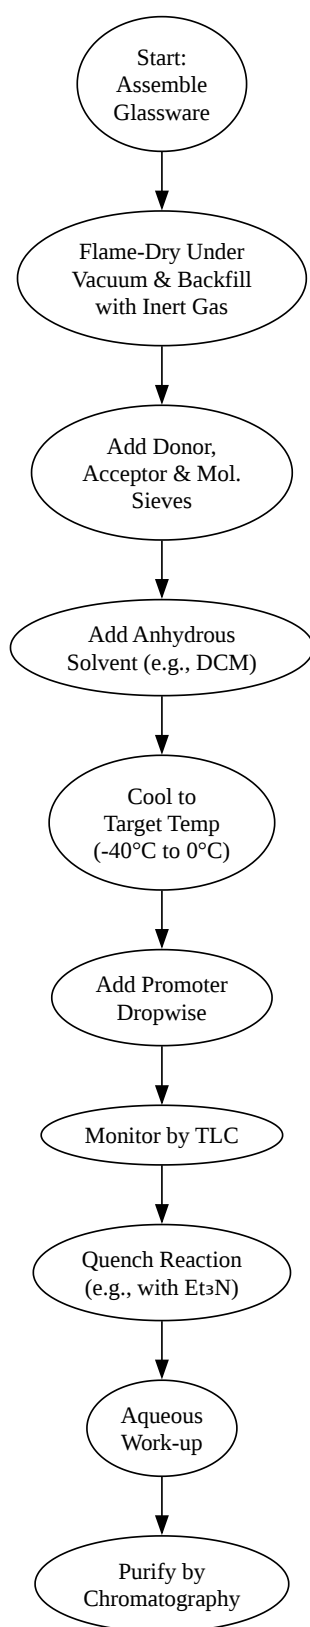 Start:
Assemble
Glassware
Flame-Dry Under
Vacuum & Backfill
with Inert Gas
Add Donor,
Acceptor & Mol.
Sieves
Add Anhydrous
Solvent (e.g., DCM)
Cool to
Target Temp
(-40°C to 0°C)
Add Promoter
Dropwise
Monitor by TLC
Quench Reaction
(e.g., with Et₃N)
Aqueous
Work-up
Purify by
Chromatography